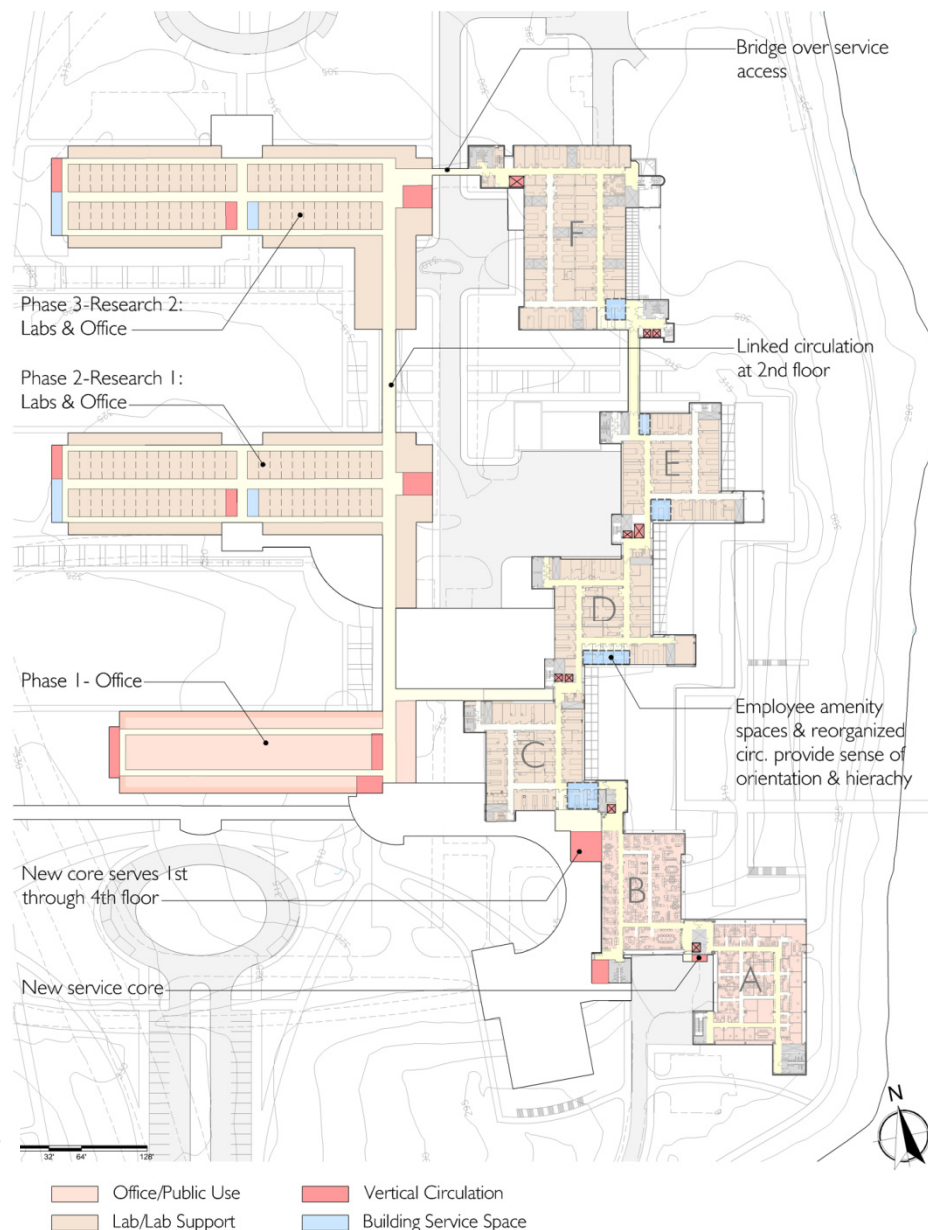 Bridge over service
access
F
Phase 3-Research 2:
Labs & Office
Linked circulation
at 2nd floor
Phase 2-Research 1:
Labs & Office
E
D
Phase 1- Office
Employee amenity
spaces & reorganized
circ. provide sense of
orientation & hierachy
C
New core serves 1st
through 4th floor
B
New service core
A
N
32' 64' 128'
Office/Public Use
Vertical Circulation
Lab/Lab Support
Building Service Space